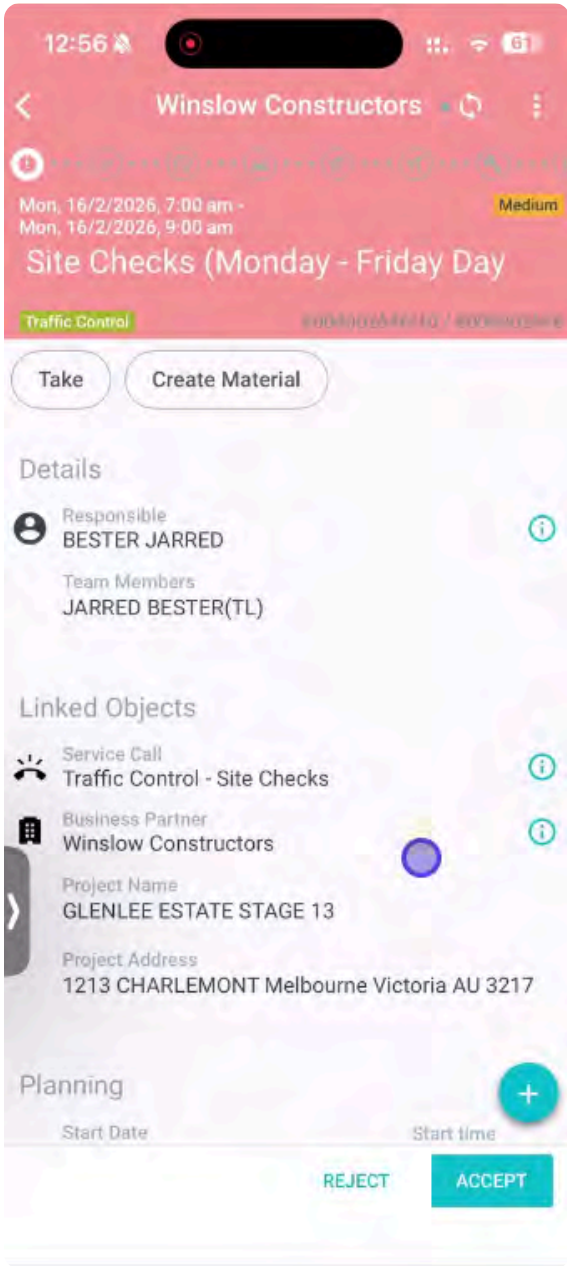 12:56
61
Winslow Constructors
Mon, 16/2/2026, 7:00 am -
Mon, 16/2/2026, 9:00 am
Medium
Site Checks (Monday - Friday Day
Traffic Control
Take
Create Material
Details
Responsible
BESTER JARRED
Team Members
JARRED BESTER(TL)
Linked Objects
Service Call
Traffic Control - Site Checks
Business Partner
Winslow Constructors
Project Name
GLENLEE ESTATE STAGE 13
Project Address
1213 CHARLEMONT Melbourne Victoria AU 3217
Planning
Start Date
Start time
REJECT
ACCEPT